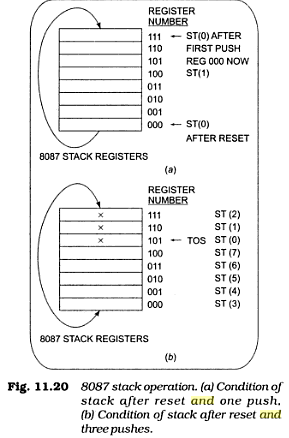 REGISTER
NUMBER
111 ← ST(0) AFTER
110 FIRST PUSH
101 REG 000 NOW
100 ST(1)
011
010
001
000 ← ST(0)
AFTER RESET
8087 STACK REGISTERS
(a)
REGISTER
NUMBER
× 111 ST (2)
× 110 ST (1)
× 101 ← TOS ST (0)
100 ST (7)
011 ST (6)
010 ST (5)
001 ST (4)
000 ST (3)
8087 STACK REGISTERS
(b)
Fig. 11.20 8087 stack operation. (a) Condition of
stack after reset and one push.
(b) Condition of stack after reset and
three pushes.